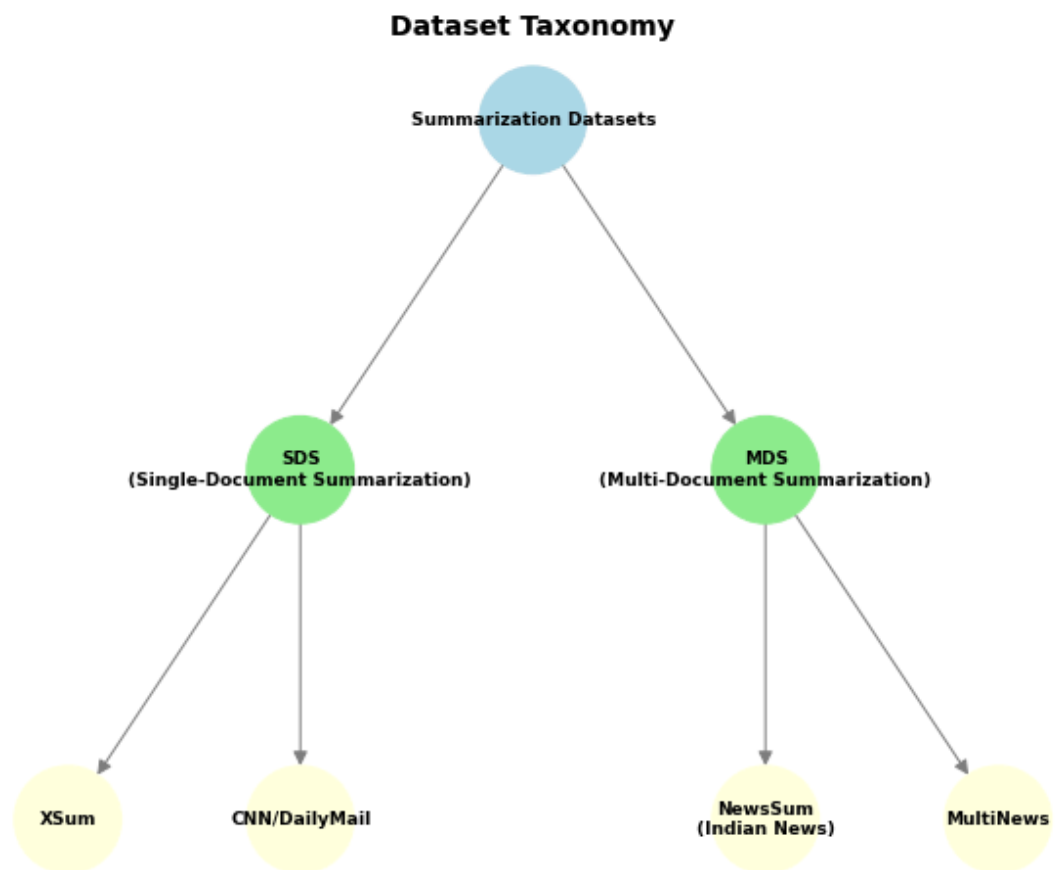 Dataset Taxonomy
Summarization Datasets
SDS
(Single-Document Summarization)
MDS
(Multi-Document Summarization)
XSum
CNN/DailyMail
NewsSum
(Indian News)
MultiNews